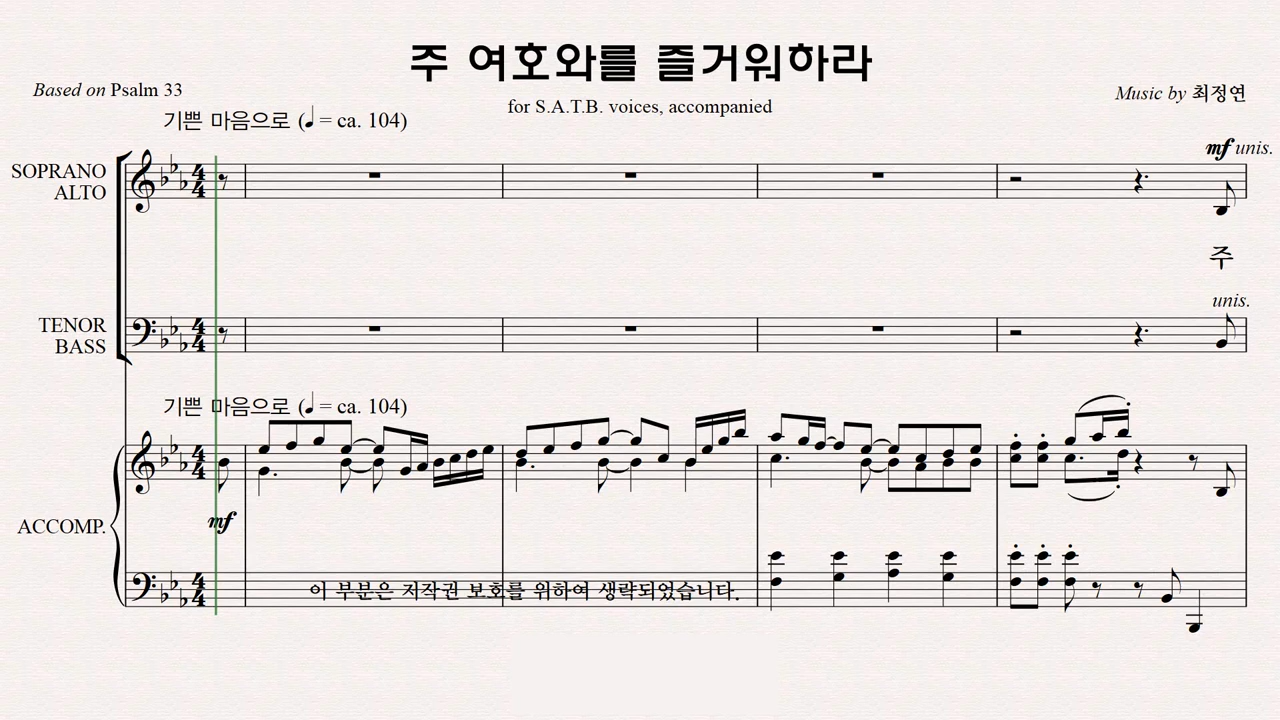 주 여호와를 즐거워하라
Based on Psalm 33
for S.A.T.B. voices, accompanied
Music by 최정연
기쁜 마음으로 (♩ = ca. 104)
mf unis.
SOPRANO
ALTO
주
unis.
TENOR
BASS
기쁜 마음으로 (♩ = ca. 104)
mf
ACCOMP.
이 부분은 저작권 보호를 위하여 생략되었습니다.